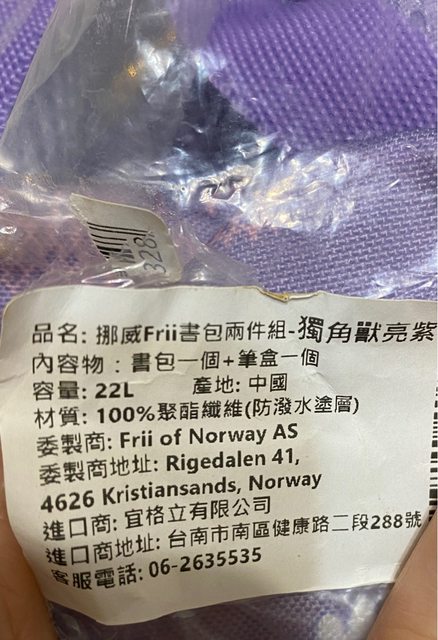 328
品名: 挪威Frii書包兩件組-獨角獸亮紫
內容物：書包一個+筆盒一個
容量: 22L 產地: 中國
材質: 100%聚酯纖維(防潑水塗層)
委製商: Frii of Norway AS
委製商地址: Rigedalen 41,
4626 Kristiansands, Norway
進口商: 宜格立有限公司
進口商地址: 台南市南區健康路二段288號
客服電話: 06-2635535